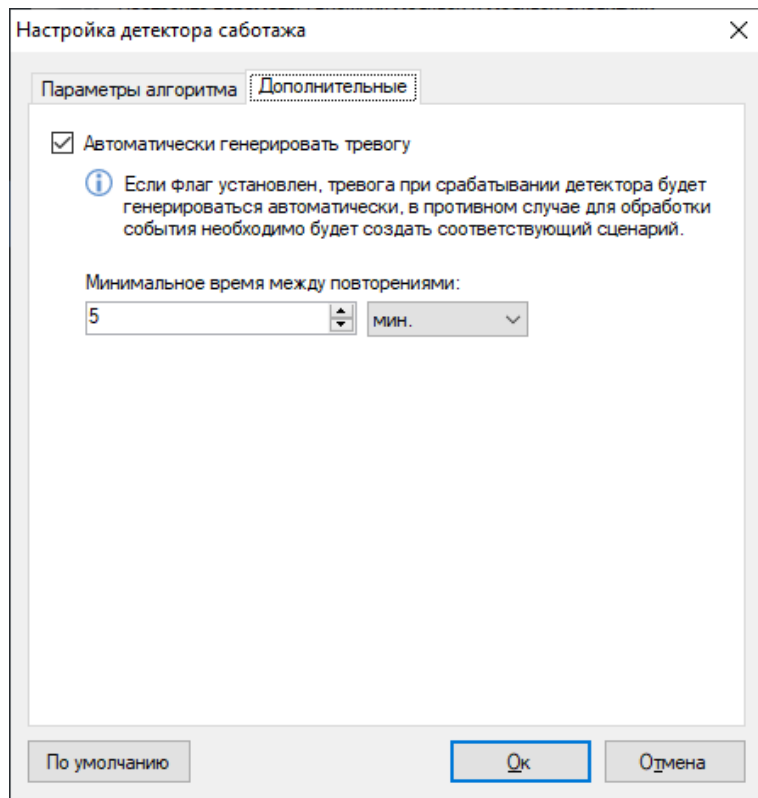 Настройка детектора саботажа
Параметры алгоритма
Дополнительные
Автоматически генерировать тревогу
Если флаг установлен, тревога при срабатывании детектора будет
генерироваться автоматически, в противном случае для обработки
события необходимо будет создать соответствующий сценарий.
Минимальное время между повторениями:
5
мин.
По умолчанию
Ок
Отмена